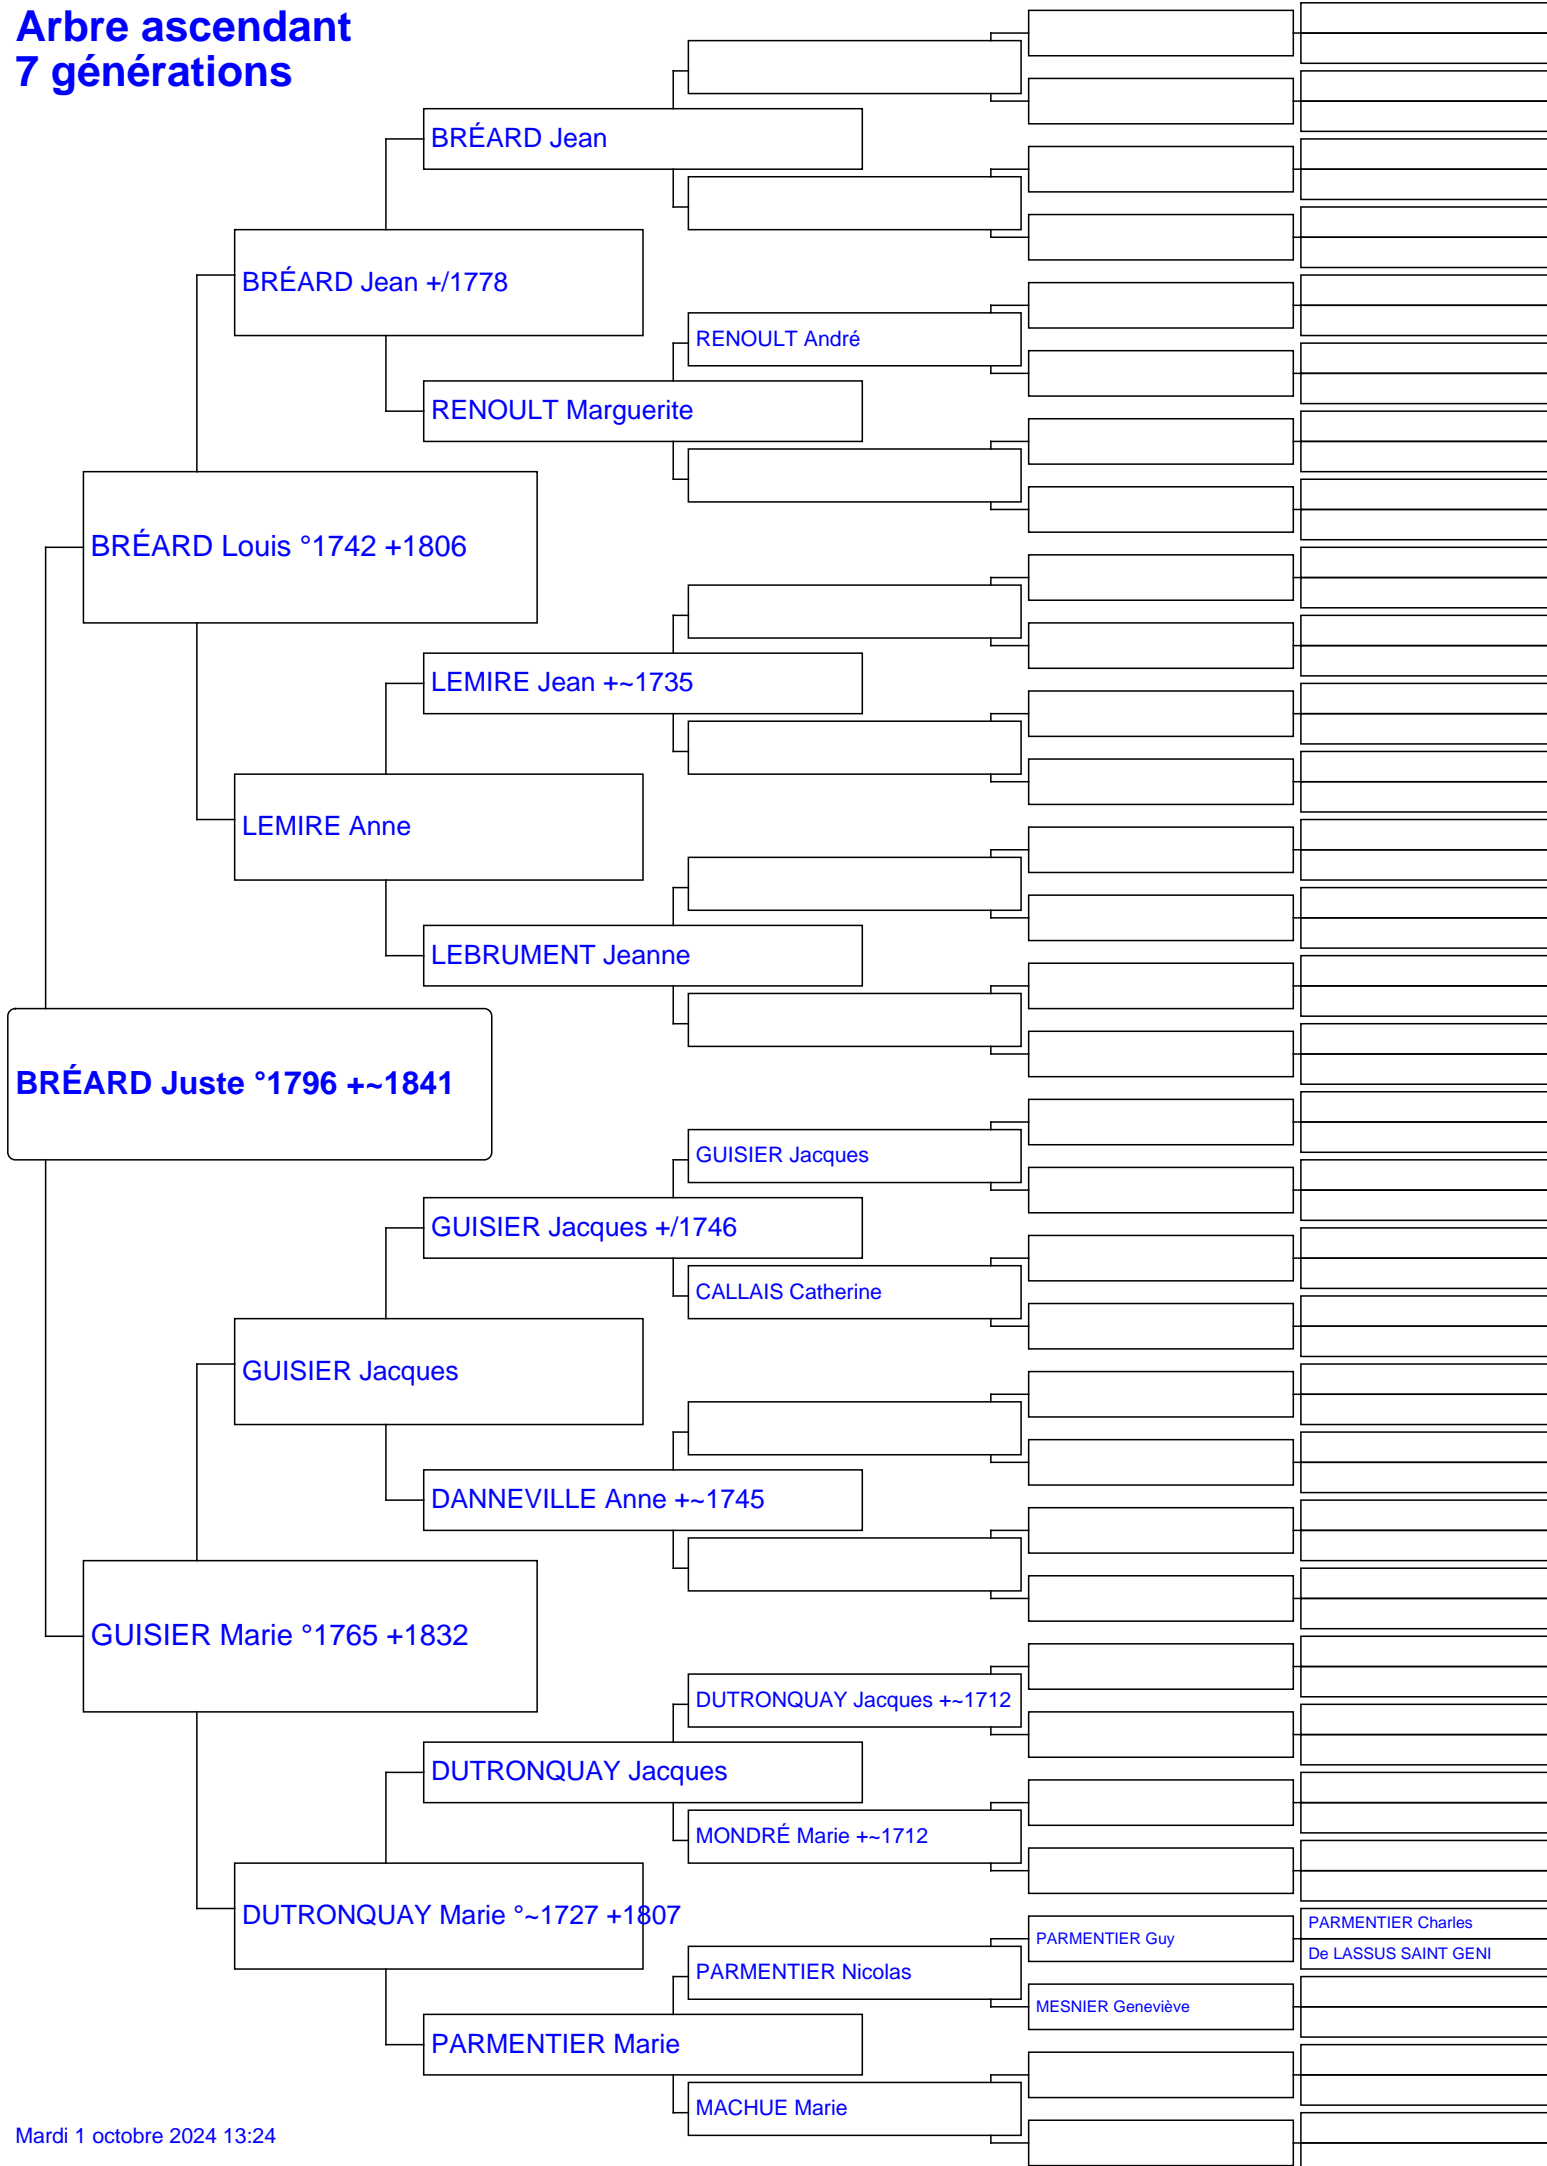 Arbre ascendant
7 générations
BRÉARD Jean
BRÉARD Jean +/1778
RENOULT André
RENOULT Marguerite
BRÉARD Louis °1742 +1806
LEMIRE Jean +~1735
LEMIRE Anne
LEBRUMENT Jeanne
BRÉARD Juste °1796 +~1841
GUISIER Jacques
GUISIER Jacques +/1746
CALLAIS Catherine
GUISIER Jacques
DANNEVILLE Anne +~1745
GUISIER Marie °1765 +1832
DUTRONQUAY Jacques +~1712
DUTRONQUAY Jacques
MONDRÉ Marie +~1712
DUTRONQUAY Marie °~1727 +1807
PARMENTIER Charles
PARMENTIER Guy
De LASSUS SAINT GENI
PARMENTIER Nicolas
MESNIER Geneviève
PARMENTIER Marie
MACHUE Marie
Mardi 1 octobre 2024 13:24